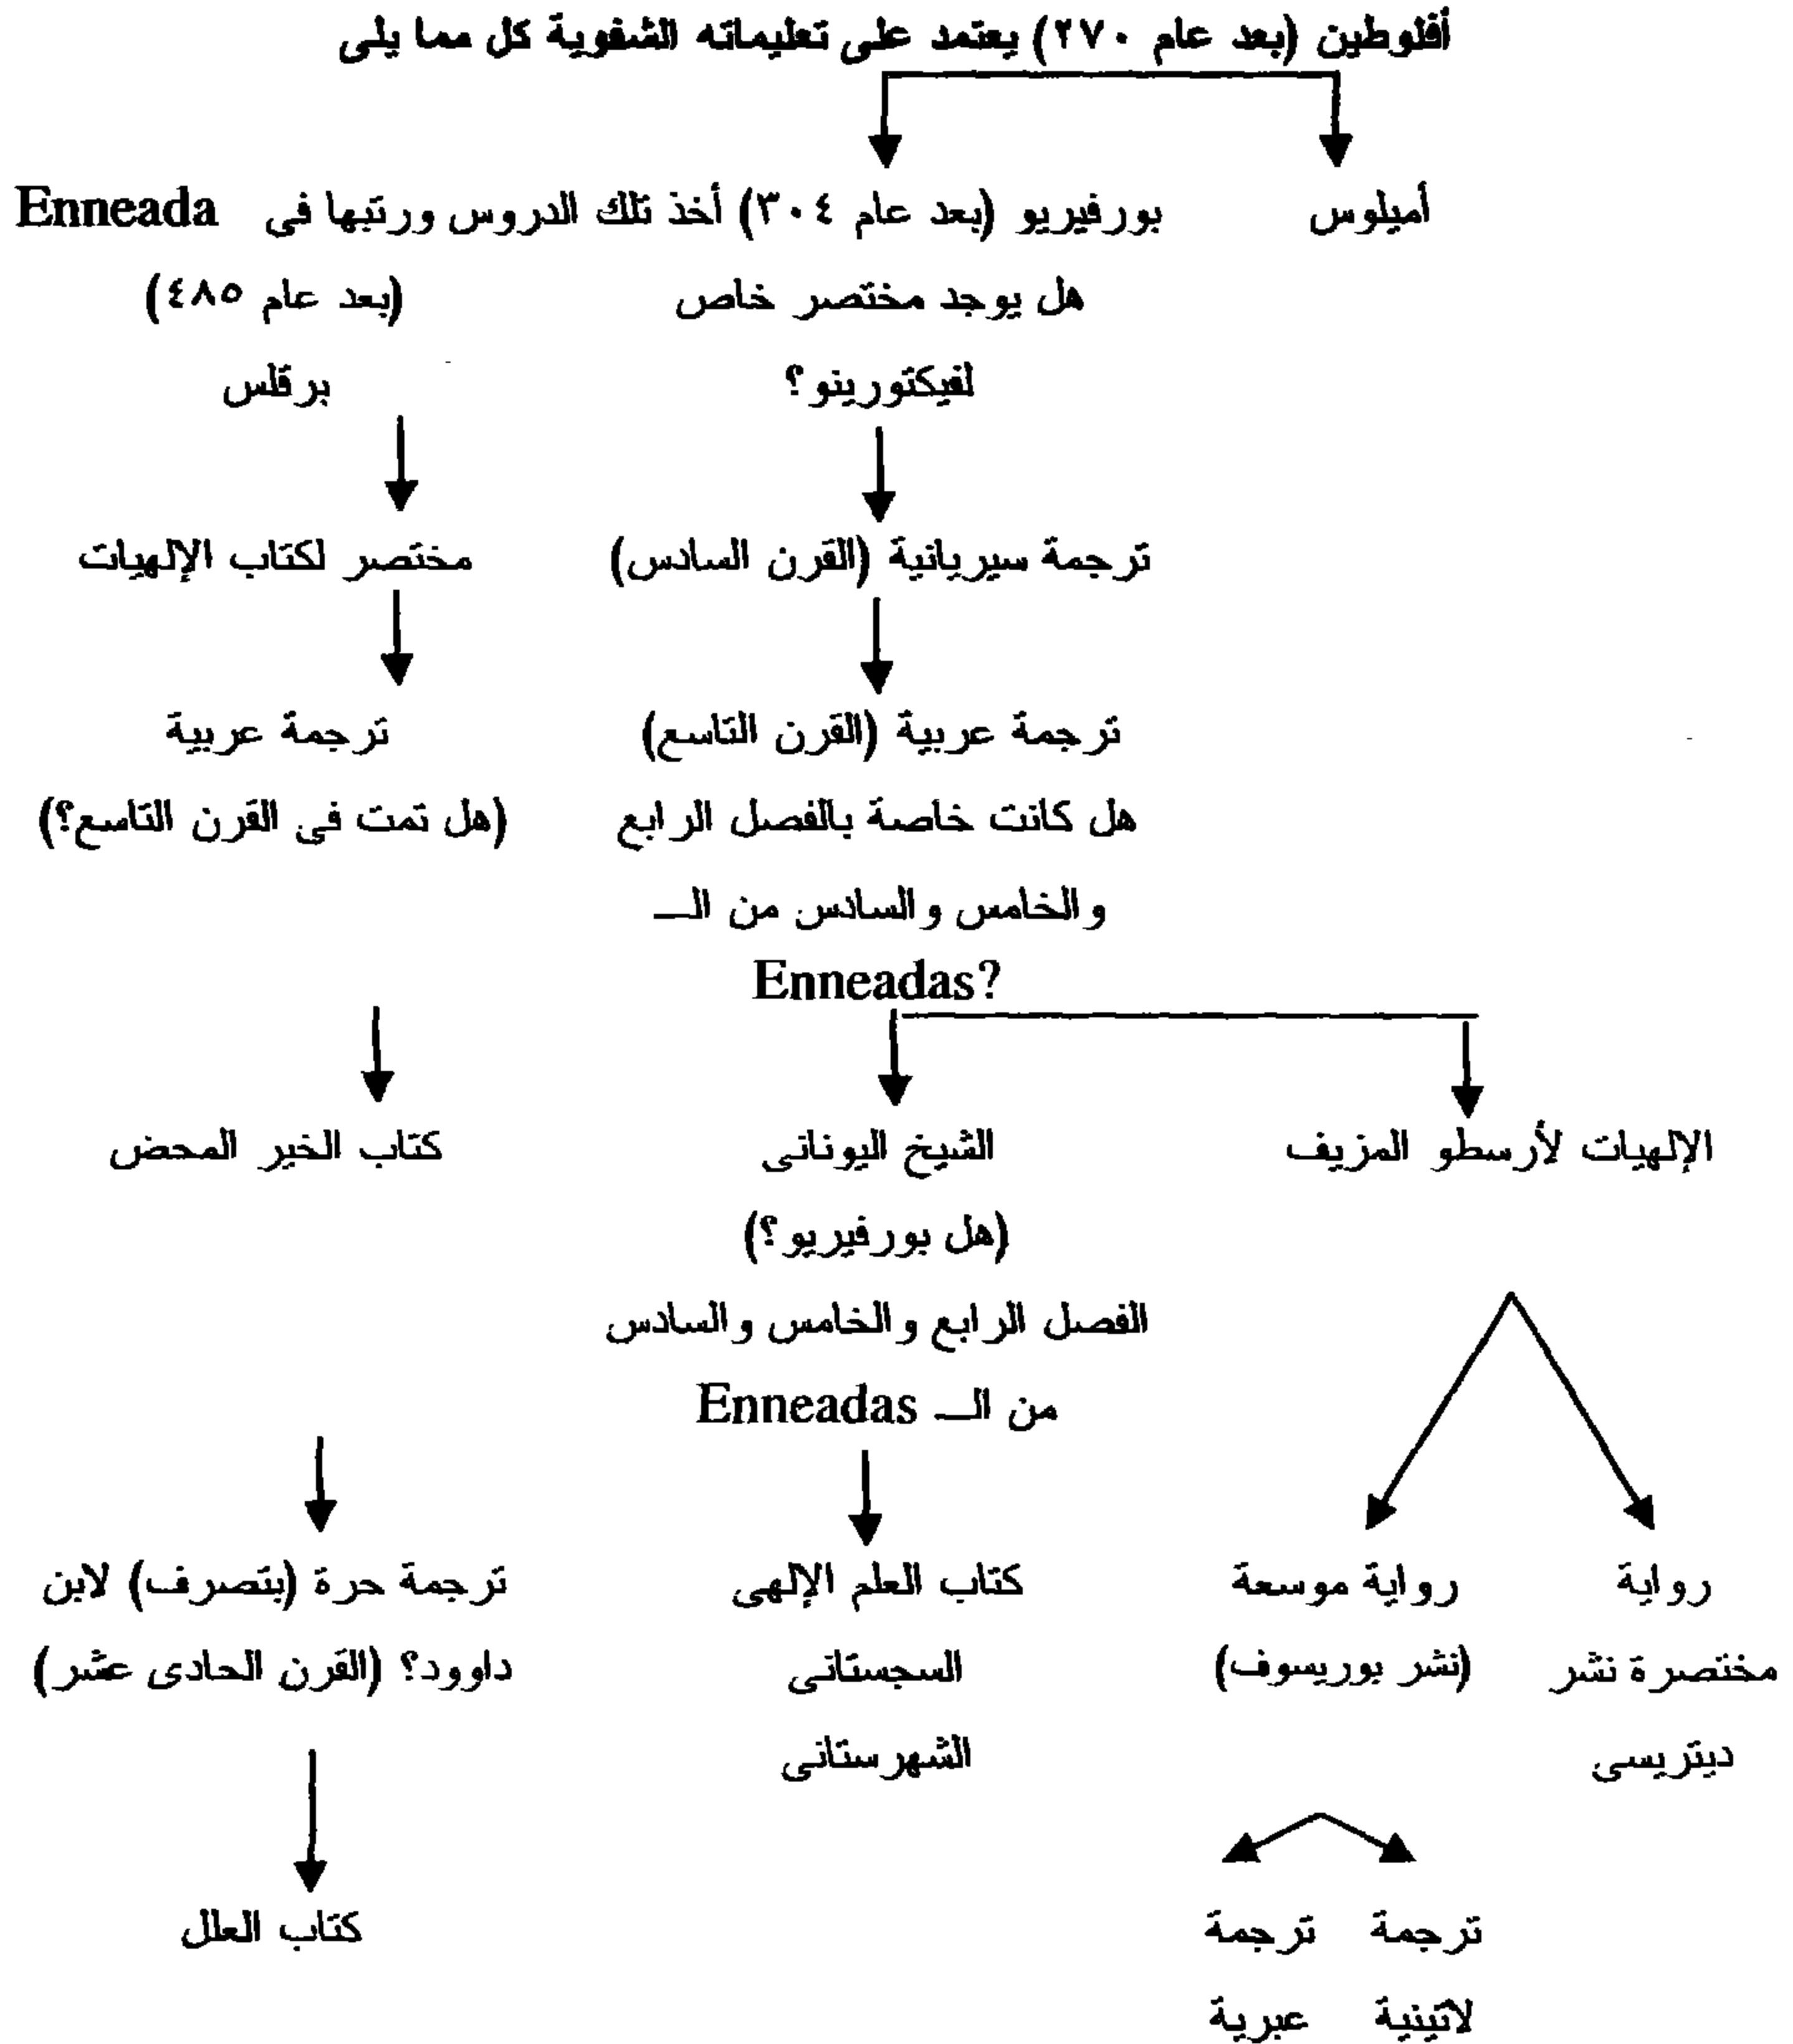 أفلوطين (بعد عام ٢٧٠) يعتمد على تعليماته الشفوية كل مما يلى
أميلوس بورفيريو (بعد عام ٣٠٤) أخذ تلك الدروس ورتبها فى Enneada
هل يوجد مختصر خاص (بعد عام ٤٨٥)
لفيكتورينو؟ برقلس
ترجمة سيريانية (القرن السادس) مختصر لكتاب الإلهيات
ترجمة عربية (القرن التاسع) ترجمة عربية
هل كانت خاصة بالفصل الرابع (هل تمت فى القرن التاسع؟)
والخامس والسادس من الـــ
Enneadas?
الإلهيات لأرسطو المزيف الشيخ اليونانى كتاب الخير المحض
(هل بورفيريو؟)
الفصل الرابع والخامس والسادس
من الـــ Enneadas
رواية رواية موسعة كتاب العلم الإلهى ترجمة حرة (بتصرف) لابن
مختصرة نشر (نشر بوريسوف) السجستانى داوود؟ (القرن الحادى عشر)
ديتريسى الشهرستانى
ترجمة ترجمة كتاب العلل
لاتينية عبرية